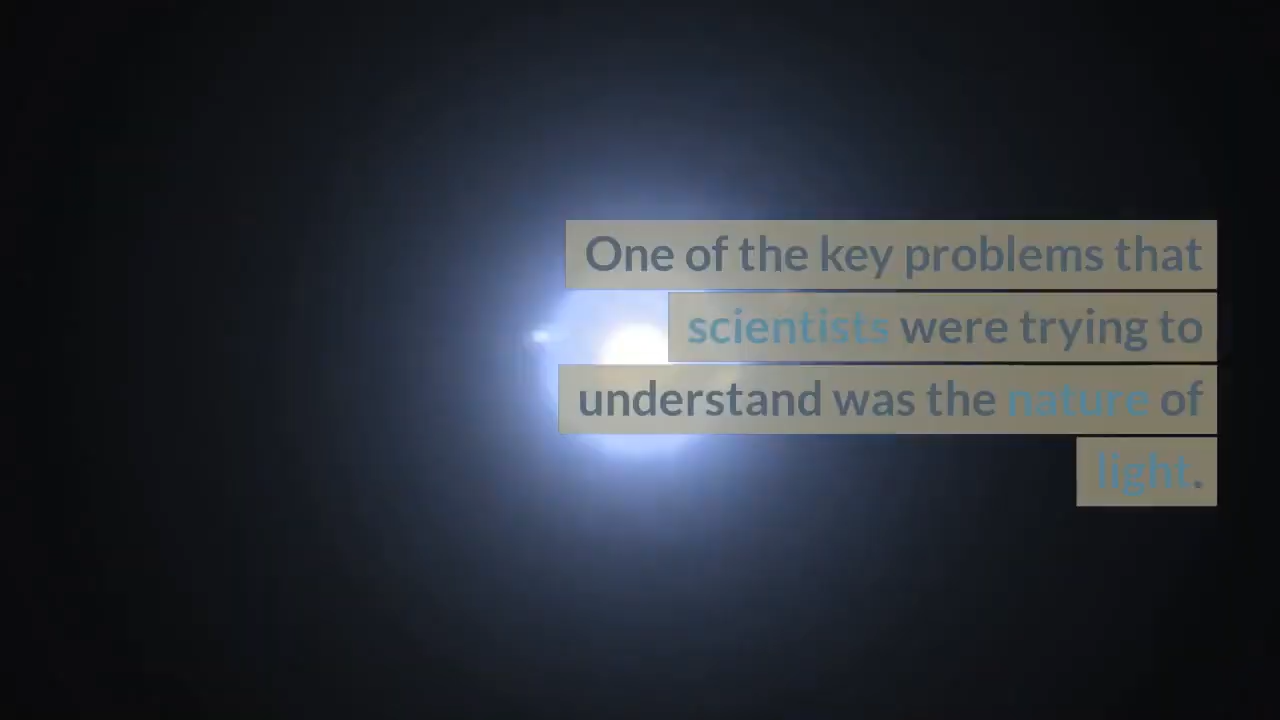 One of the key problems that
scientists were trying to
understand was the nature of
light.